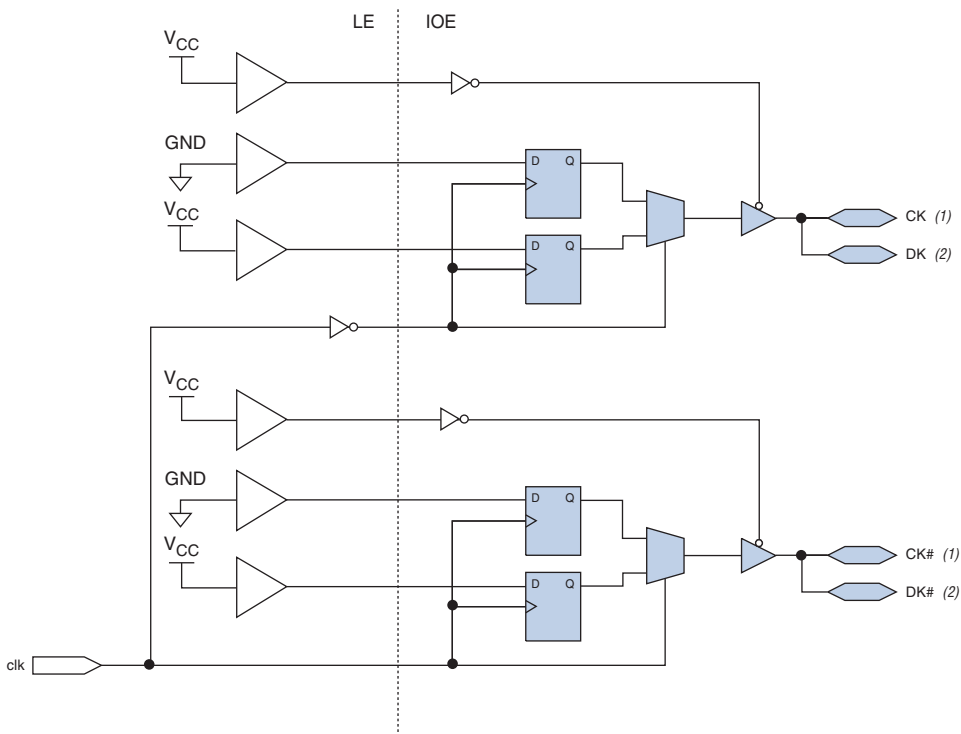 LE IOE
VCC
GND
D Q
CK (1)
VCC
DK (2)
D Q
VCC
GND
D Q
CK# (1)
VCC
DK# (2)
D Q
clk